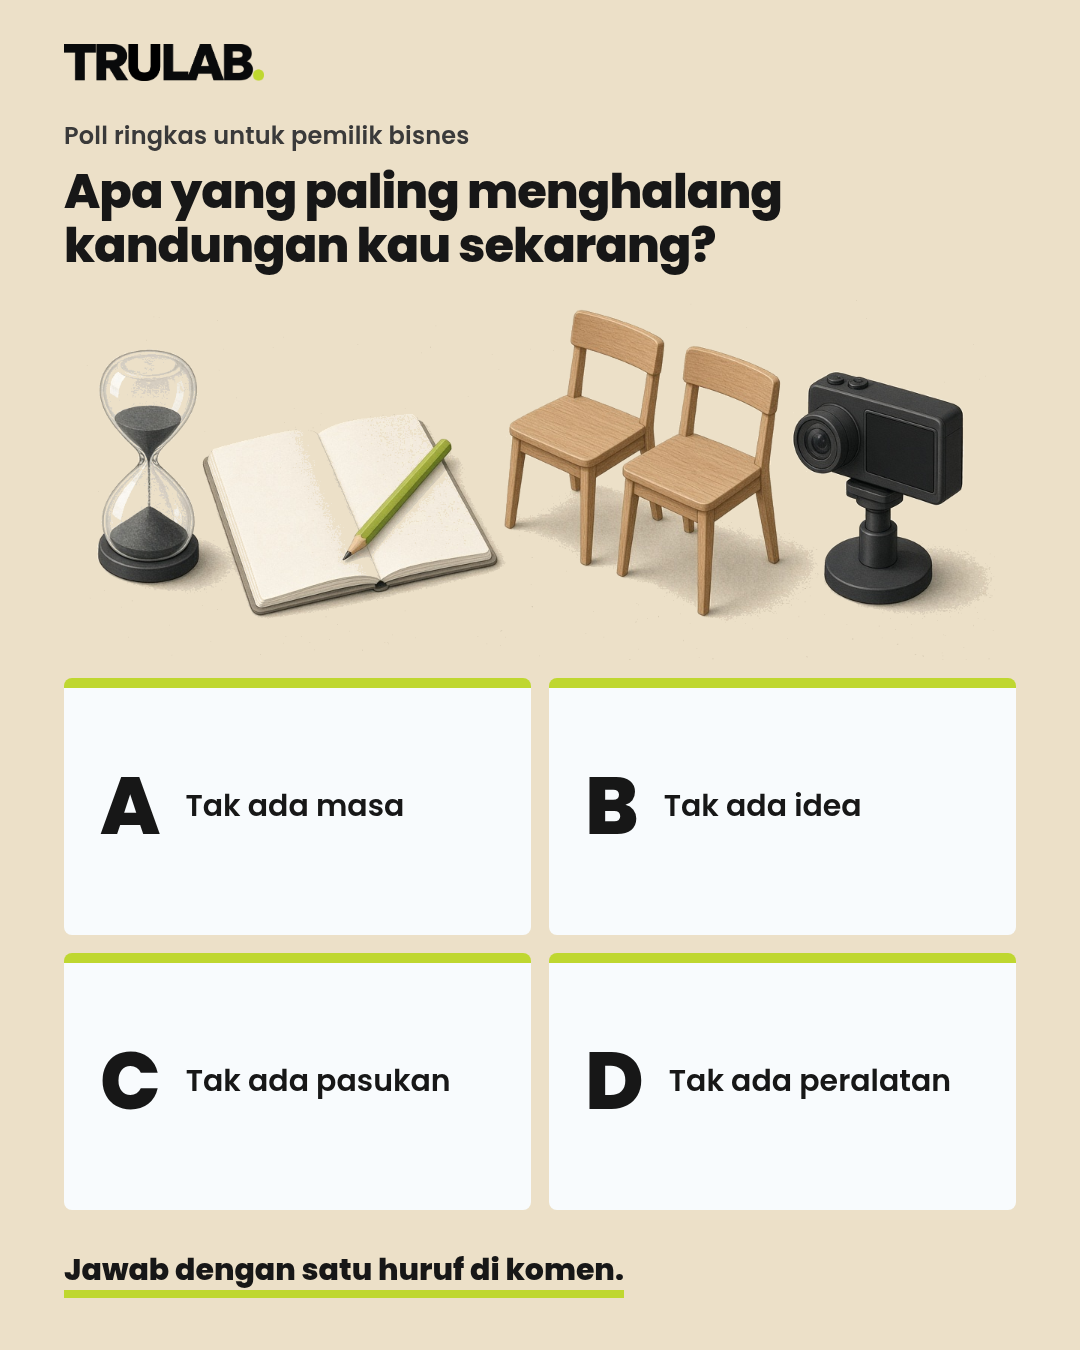 TRULAB.
Poll ringkas untuk pemilik bisnes
Apa yang paling menghalang
kandungan kau sekarang?
A Tak ada masa
B Tak ada idea
C Tak ada pasukan
D Tak ada peralatan
Jawab dengan satu huruf di komen.